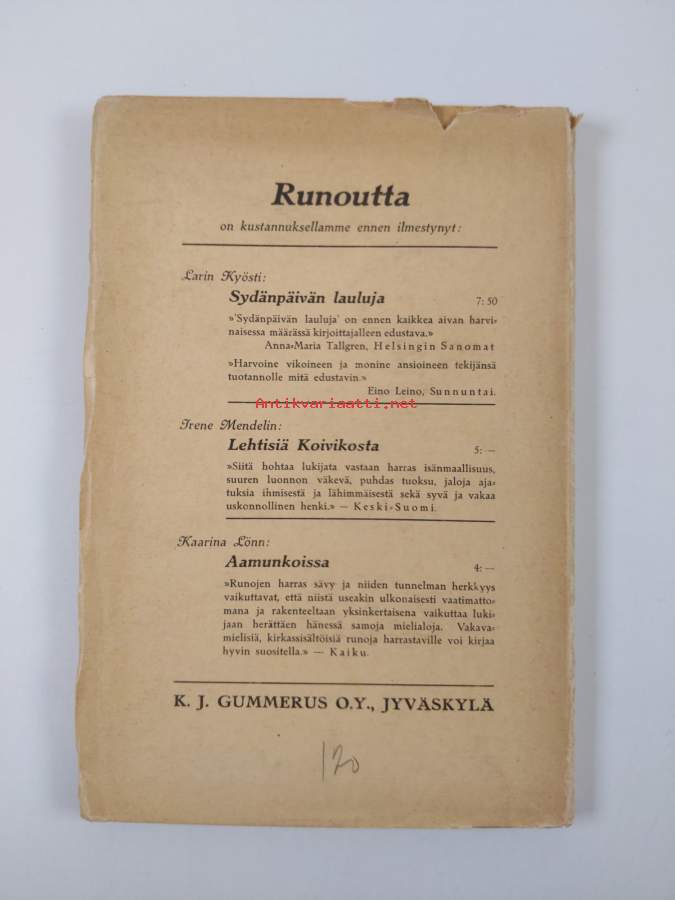 Runoutta
on kustannuksellamme ennen ilmestynyt:
Larin Kyösti:
Sydänpäivän lauluja 7: 50
»'Sydänpäivän lauluja' on ennen kaikkea aivan harvi-
naisessa määrässä kirjoittajalleen edustava.»
Anna-Maria Tallgren, Helsingin Sanomat
»Harvoine vikoineen ja monine ansioineen tekijänsä
tuotannolle mitä edustavin.»
Eino Leino, Sunnuntai.
Antikvariaatti.net
Irene Mendelin:
Lehtisiä Koivikosta 5: —
»Siitä hohtaa lukijata vastaan harras isänmaallisuus,
suuren luonnon väkevä, puhdas tuoksu, jaloja aja-
tuksia ihmisestä ja lähimmäisestä sekä syvä ja vakaa
uskonnollinen henki.» — Keski-Suomi.
Kaarina Lönn:
Aamunkoissa 4: —
»Runojen harras sävy ja niiden tunnelman herkkyys
vaikuttavat, että niistä useakin ulkonaisesti vaatimatto-
mana ja rakenteeltaan yksinkertaisena vaikuttaa luki-
jaan herättäen hänessä samoja mielialoja. Vakava-
mielisiä, kirkassisältöisiä runoja harrastaville voi kirjaa
hyvin suositella.» — Kaiku.
K. J. GUMMERUS O.Y., JYVÄSKYLÄ
120